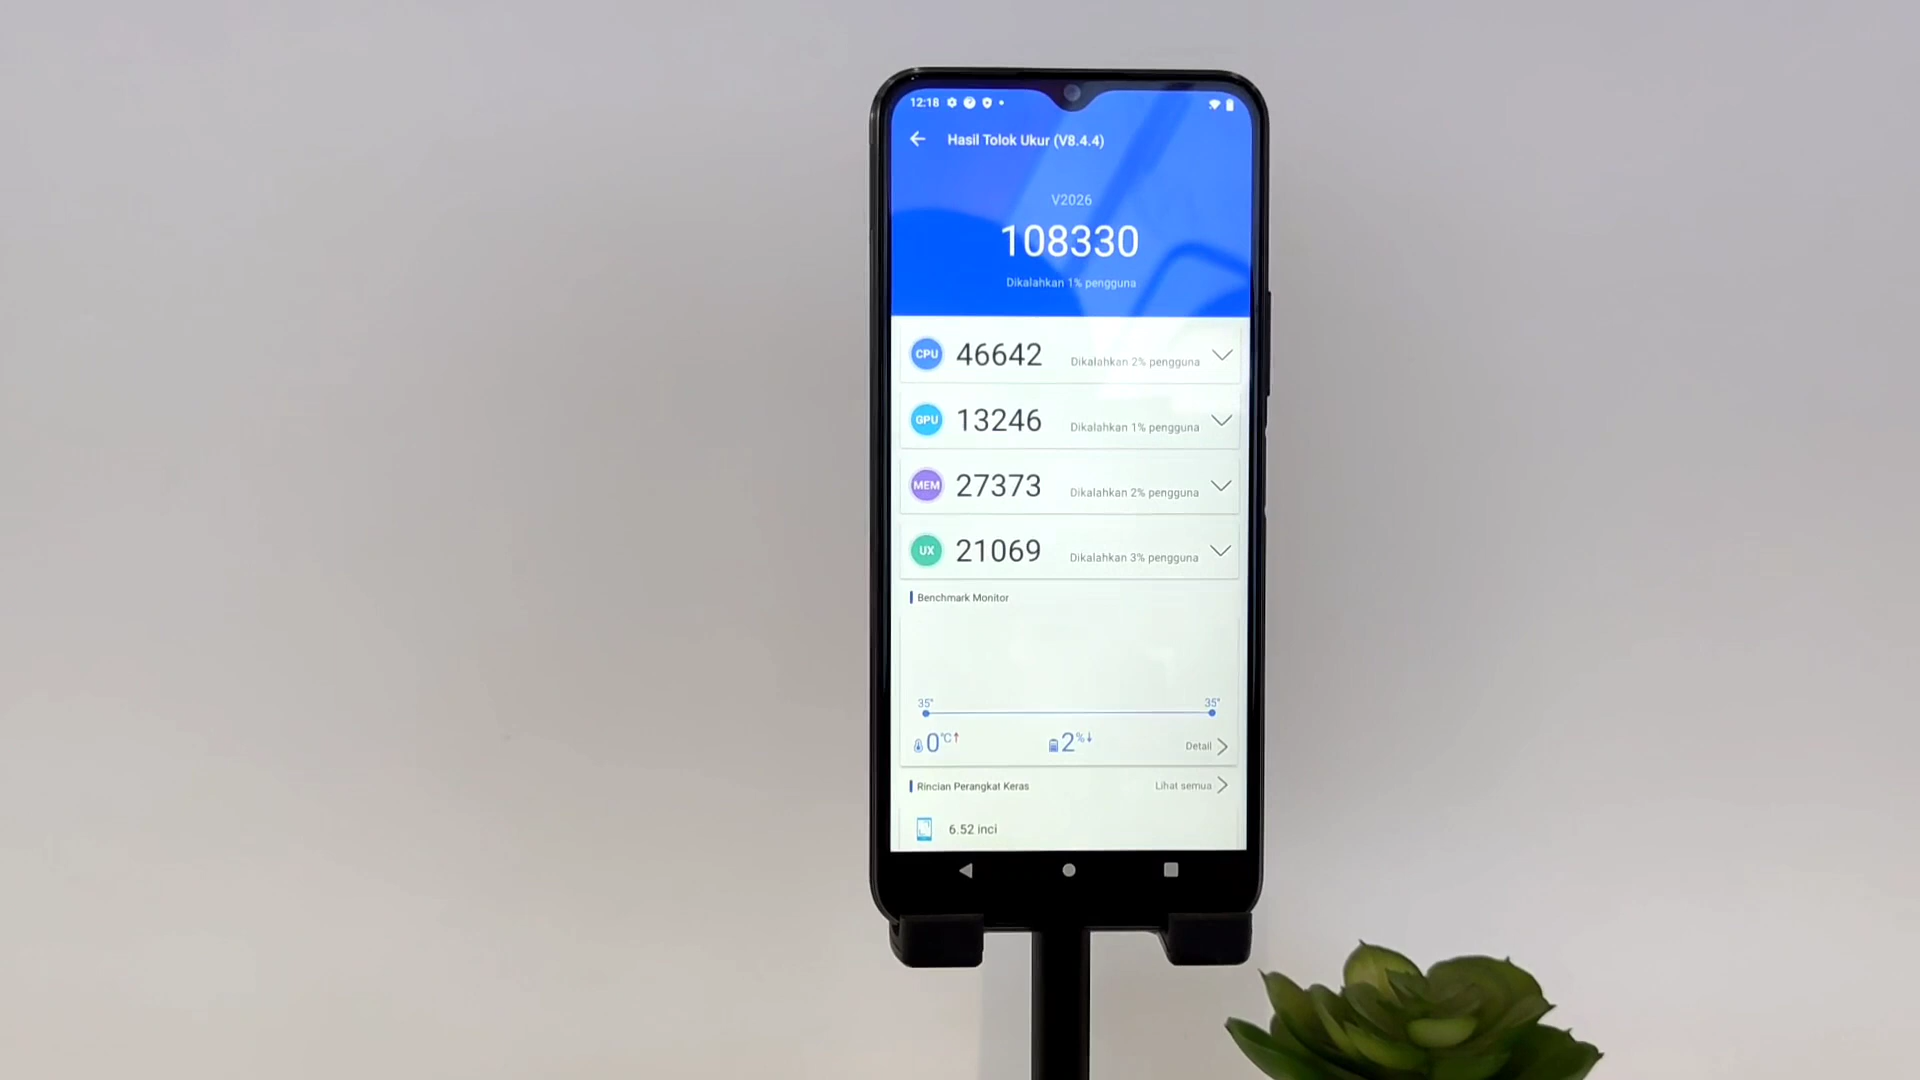 12:18
Hasil Tolok Ukur (V8.4.4)
V2026
108330
Dikalahkan 1% pengguna
CPU 46642 Dikalahkan 2% pengguna
GPU 13246 Dikalahkan 1% pengguna
MEM 27373 Dikalahkan 2% pengguna
UX 21069 Dikalahkan 3% pengguna
Benchmark Monitor
35° 35°
0°C↑ 2%↓ Detail
Rincian Perangkat Keras Lihat semua
6.52 inci